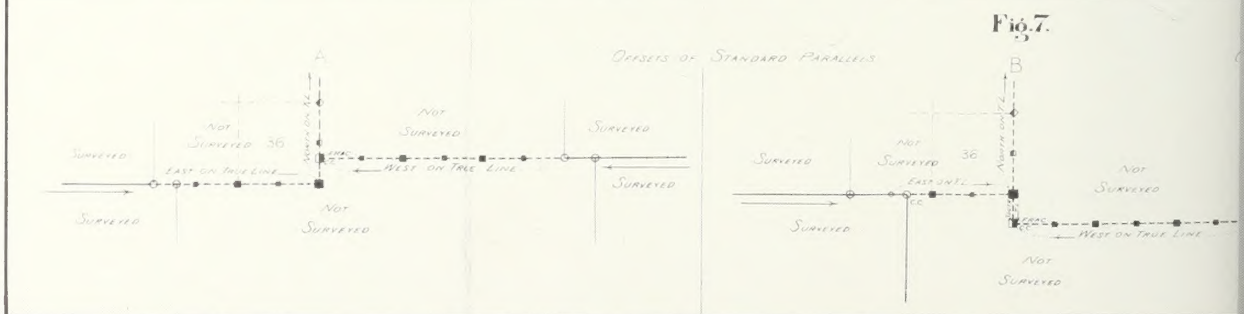 Fig. 7.
OFFSETS OF STANDARD PARALLELS
A
NORTH ON T.L.
NOT
SURVEYED
36
SURVEYED
EAST ON TRUE LINE
SURVEYED
NOT
SURVEYED
NOT
SURVEYED
FRAC.
C.C.
WEST ON TRUE LINE
SURVEYED
SURVEYED
B
NORTH ON T.L.
NOT
SURVEYED
36
SURVEYED
EAST ON T.L.
C.C.
SURVEYED
FRAC.
C.C.
NOT
SURVEYED
WEST ON TRUE LINE
NOT
SURVEYED